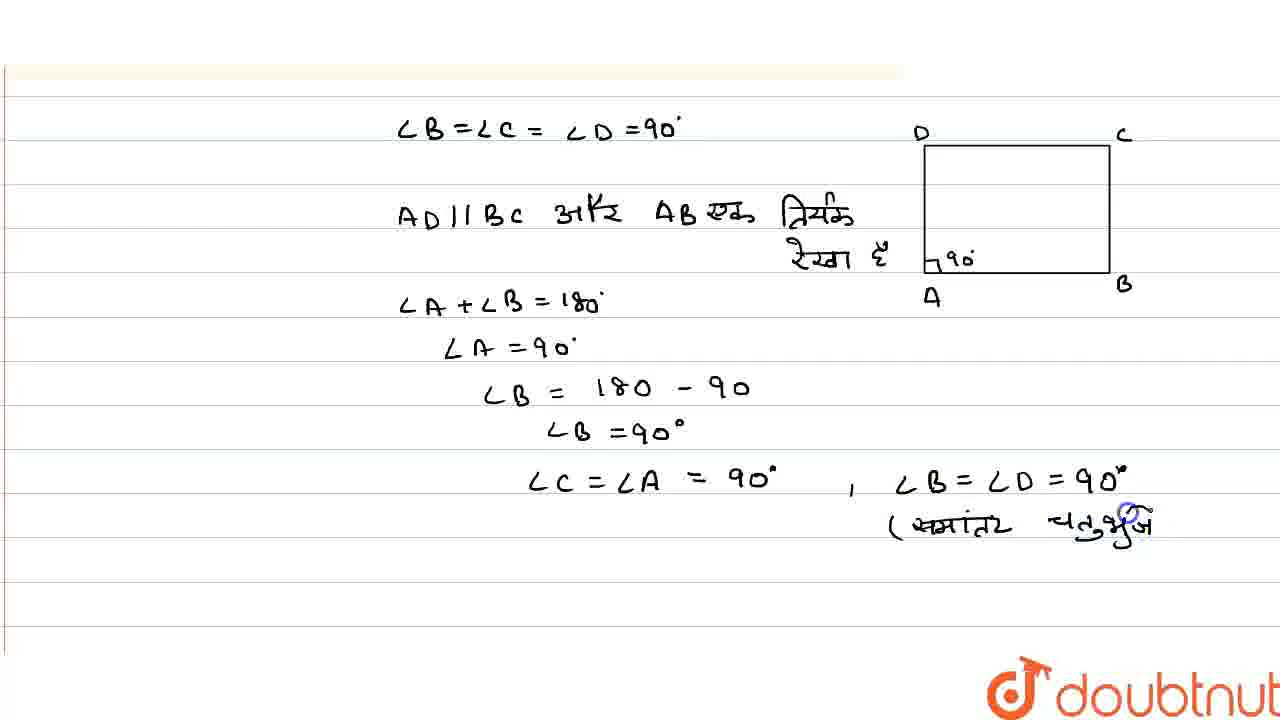 ∠B = ∠C = ∠D = 90°
D
C
AD || BC और AB एक तिर्यक
रेखा है
90°
A
B
∠A + ∠B = 180°
∠A = 90°
∠B = 180 - 90
∠B = 90°
∠C = ∠A = 90° , ∠B = ∠D = 90°
(समांतर चतुर्भुज
doubtnut